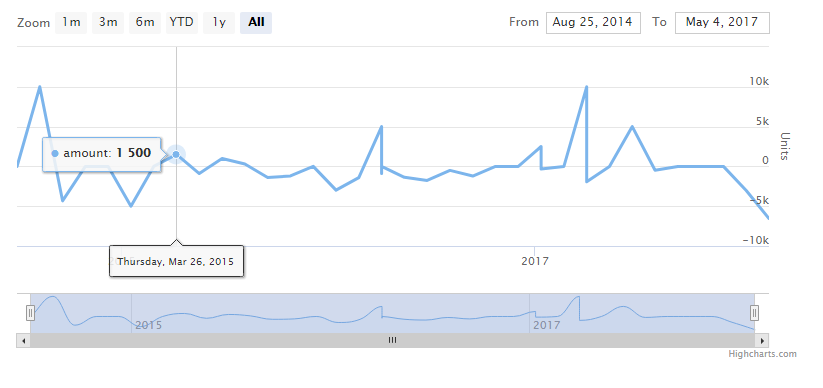 Zoom 1m 3m 6m YTD 1y All From Aug 25, 2014 To May 4, 2017
10k
5k
amount: 1 500
0
Units
−5k
−10k
Thursday, Mar 26, 2015
2017
2015 2017
Highcharts.com